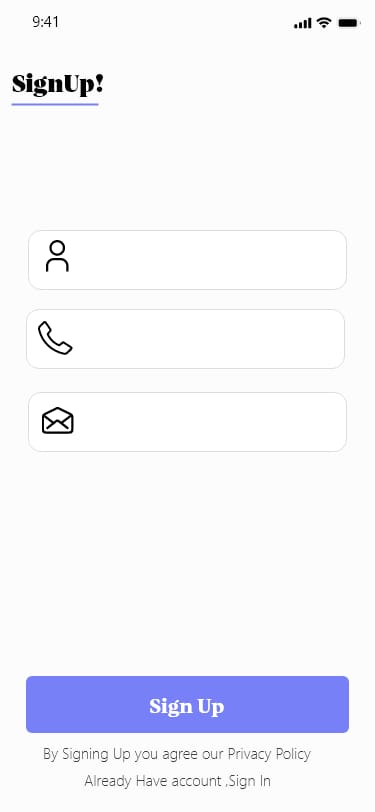 9:41
SignUp!
Sign Up
By Signing Up you agree our Privacy Policy
Already Have account ,Sign In